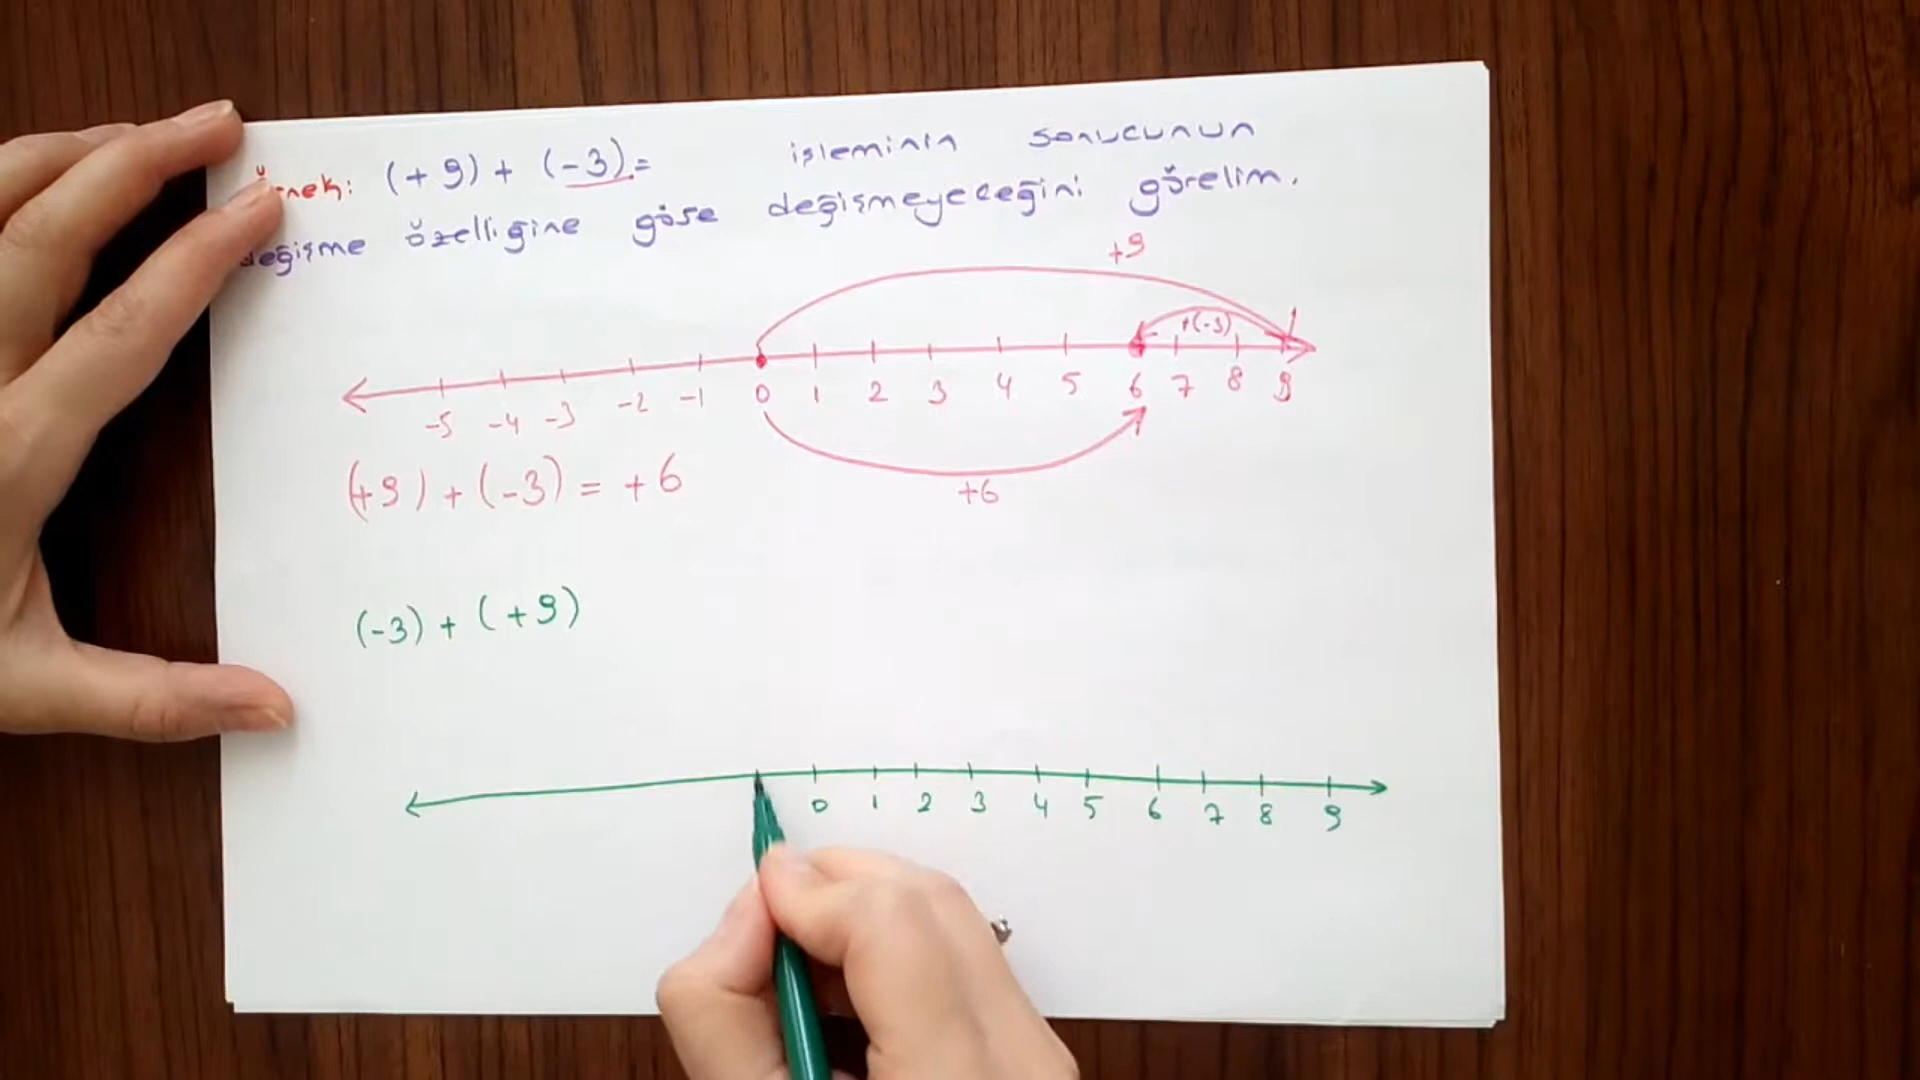 Örnek: (+9) + (-3) = işleminin sonucunun
değişme özelliğine göre değişmeyeceğini görelim.
+9
+(-3)
-5 -4 -3 -2 -1 0 1 2 3 4 5 6 7 8 9
+6
(+9) + (-3) = +6
(-3) + (+9)
0 1 2 3 4 5 6 7 8 9